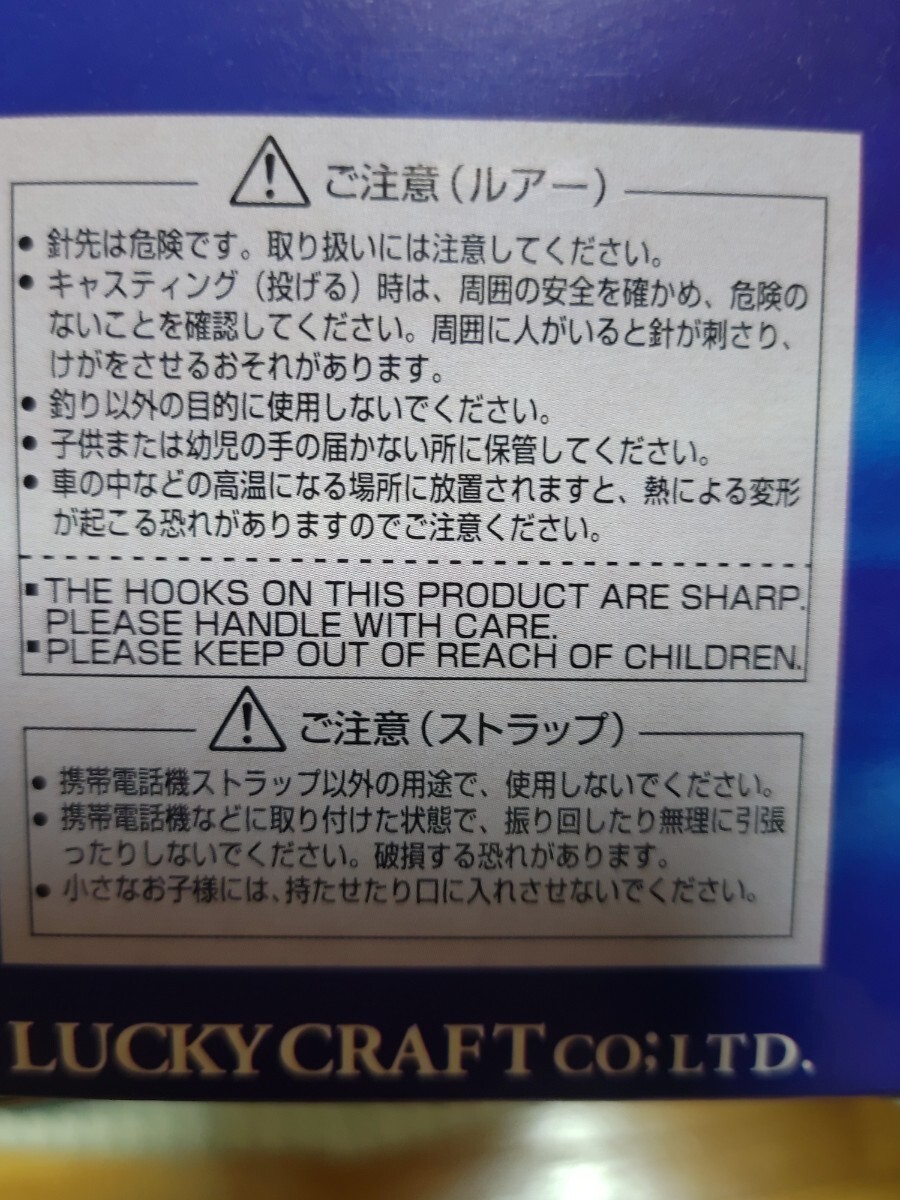 ご注意(ルアー)
• 針先は危険です。取り扱いには注意してください。
• キャスティング(投げる)時は、周囲の安全を確かめ、危険の
ないことを確認してください。周囲に人がいると針が刺さり、
けがをさせるおそれがあります。
• 釣り以外の目的に使用しないでください。
• 子供または幼児の手の届かない所に保管してください。
• 車の中などの高温になる場所に放置されますと、熱による変形
が起こる恐れがありますのでご注意ください。
▪ THE HOOKS ON THIS PRODUCT ARE SHARP.
PLEASE HANDLE WITH CARE.
▪ PLEASE KEEP OUT OF REACH OF CHILDREN.
ご注意(ストラップ)
• 携帯電話機ストラップ以外の用途で、使用しないでください。
• 携帯電話機などに取り付けた状態で、振り回したり無理に引張
ったりしないでください。破損する恐れがあります。
• 小さなお子様には、持たせたり口に入れさせないでください。
LUCKY CRAFT CO;LTD.